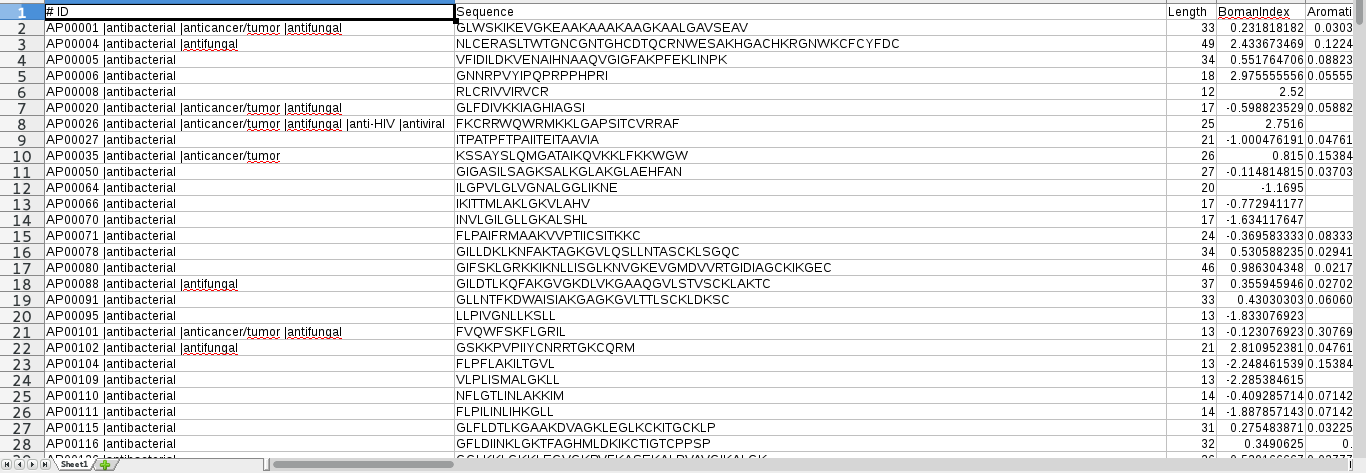 # ID Sequence Length BomanIndex Aromati
1
2 AP00001 |antibacterial |anticancer/tumor |antifungal GLWSKIKEVGKEAAKAAAKAAGKAALGAVSEAV 33 0.231818182 0.0303
3 AP00004 |antibacterial |antifungal NLCERASLTWTGNCGNTGHCDTQCRNWESAKHGACHKRGNWKCFCYFDC 49 2.433673469 0.1224
4 AP00005 |antibacterial VFIDILDKVENAIHNAAQVGIGFAKPFEKLINPK 34 0.551764706 0.08823
5 AP00006 |antibacterial GNNRPVYIPQPRPPHPRI 18 2.975555556 0.05555
6 AP00008 |antibacterial RLCRIVVIRVCR 12 2.52
7 AP00020 |antibacterial |anticancer/tumor |antifungal GLFDIVKKIAGHIAGSI 17 -0.598823529 0.05882
8 AP00026 |antibacterial |anticancer/tumor |antifungal |anti-HIV |antiviral FKCRRWQWRMKKLGAPSITCVRRAF 25 2.7516
9 AP00027 |antibacterial ITPATPFTPAIITEITAAVIA 21 -1.000476191 0.04761
10 AP00035 |antibacterial |anticancer/tumor KSSAYSLQMGATAIKQVKKLFKKWGW 26 0.815 0.15384
11 AP00050 |antibacterial GIGASILSAGKSALKGLAKGLAEHFAN 27 -0.114814815 0.03703
12 AP00064 |antibacterial ILGPVLGLVGNALGGLIKNE 20 -1.1695
13 AP00066 |antibacterial IKITTMLAKLGKVLAHV 17 -0.772941177
14 AP00070 |antibacterial INVLGILGLLGKALSHL 17 -1.634117647
15 AP00071 |antibacterial FLPAIFRMAAKVVPTIICSITKKC 24 -0.369583333 0.08333
16 AP00078 |antibacterial GILLDKLKNFAKTAGKGVLQSLLNTASCKLSGQC 34 0.530588235 0.02941
17 AP00080 |antibacterial GIFSKLGRKKIKNLLISGLKNVGKEVGMDVVRTGIDIAGCKIKGEC 46 0.986304348 0.0217
18 AP00088 |antibacterial |antifungal GILDTLKQFAKGVGKDLVKGAAQGVLSTVSCKLAKTC 37 0.355945946 0.02702
19 AP00091 |antibacterial GLLNTFKDWAISIAKGAGKGVLTTLSCKLDKSC 33 0.43030303 0.06060
20 AP00095 |antibacterial LLPIVGNLLKSLL 13 -1.833076923
21 AP00101 |antibacterial |anticancer/tumor |antifungal FVQWFSKFLGRIL 13 -0.123076923 0.30769
22 AP00102 |antibacterial |antifungal GSKKPVPIIYCNRRTGKCQRM 21 2.810952381 0.04761
23 AP00104 |antibacterial FLPFLAKILTGVL 13 -2.248461539 0.15384
24 AP00109 |antibacterial VLPLISMALGKLL 13 -2.285384615
25 AP00110 |antibacterial NFLGTLINLAKKIM 14 -0.409285714 0.07142
26 AP00111 |antibacterial FLPILINLIHKGLL 14 -1.887857143 0.07142
27 AP00115 |antibacterial GLFLDTLKGAAKDVAGKLEGLKCKITGCKLP 31 0.275483871 0.03225
28 AP00116 |antibacterial GFLDIINKLGKTFAGHMLDKIKCTIGTCPPSP 32 0.3490625 0.
Sheet1